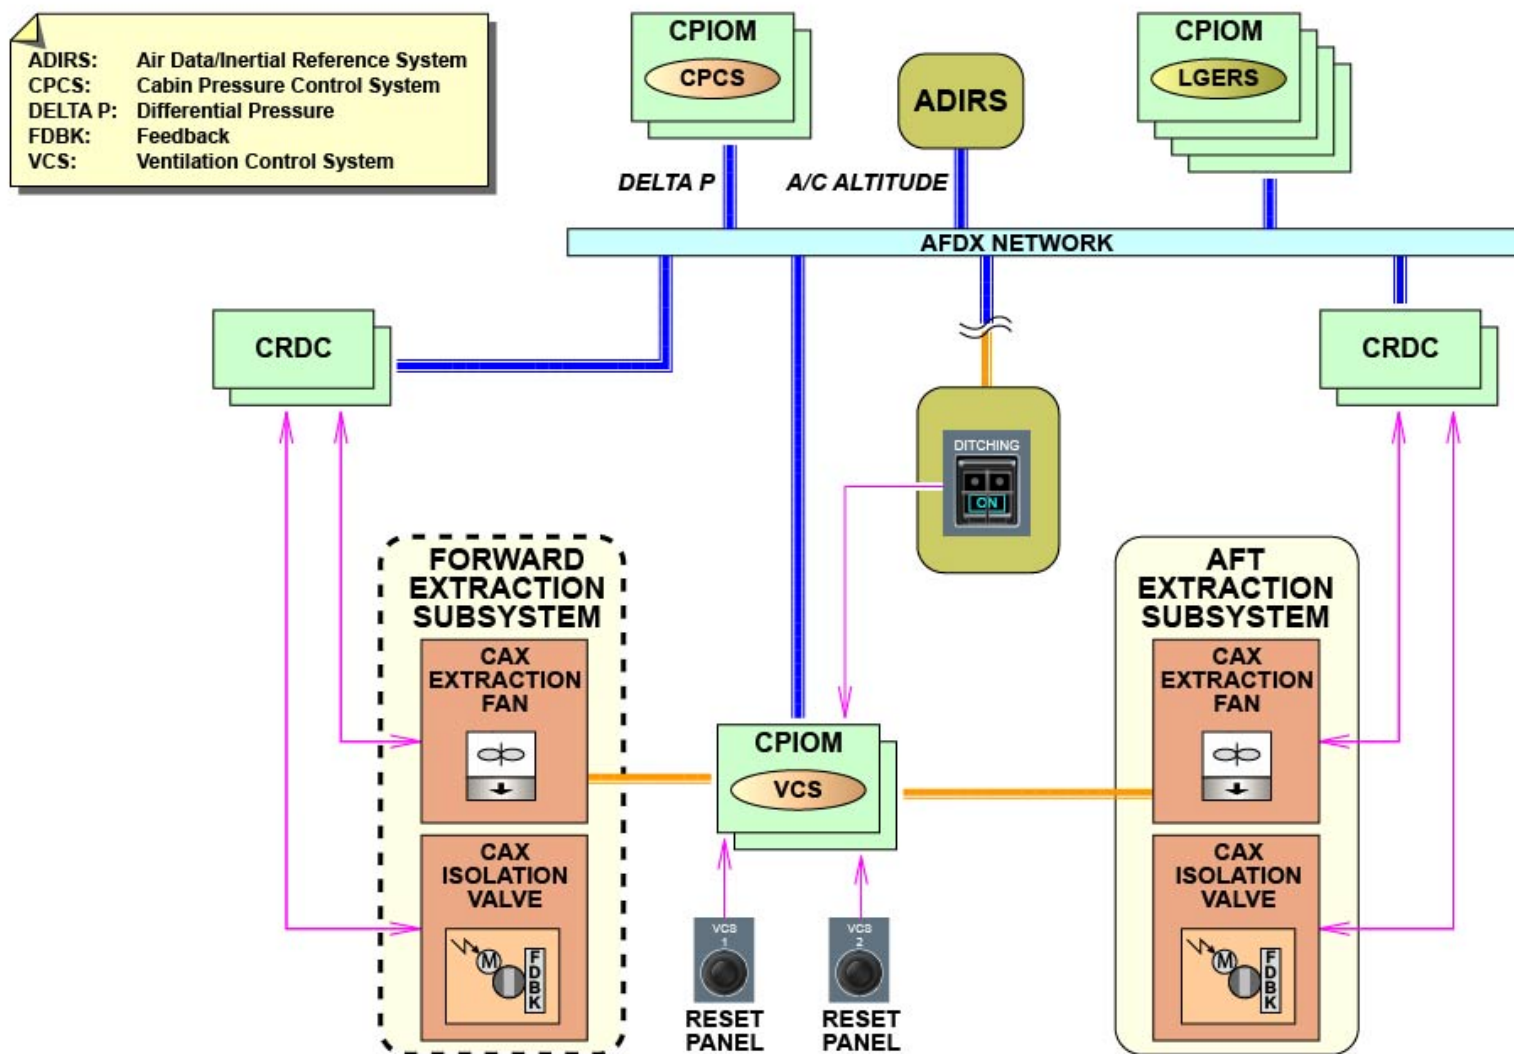 ADIRS: Air Data/Inertial Reference System
CPCS: Cabin Pressure Control System
DELTA P: Differential Pressure
FDBK: Feedback
VCS: Ventilation Control System
CPIOM
CPCS
ADIRS
CPIOM
LGERS
DELTA P
A/C ALTITUDE
AFDX NETWORK
CRDC
CRDC
DITCHING
ON
FORWARD
EXTRACTION
SUBSYSTEM
CAX
EXTRACTION
FAN
CAX
ISOLATION
VALVE
M
FDBK
CPIOM
VCS
VCS
1
RESET
PANEL
VCS
2
RESET
PANEL
AFT
EXTRACTION
SUBSYSTEM
CAX
EXTRACTION
FAN
CAX
ISOLATION
VALVE
M
FDBK